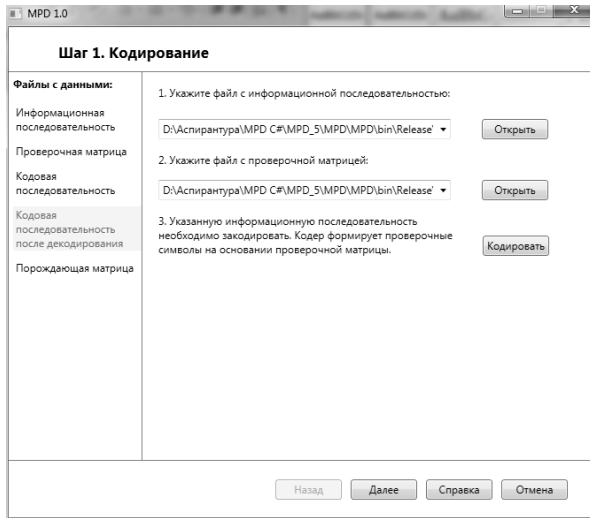 MPD 1.0
Шаг 1. Кодирование
Файлы с данными:
Информационная
последовательность
Проверочная матрица
Кодовая
последовательность
Кодовая
последовательность
после декодирования
Порождающая матрица
1. Укажите файл с информационной последовательностью:
D:\Аспирантура\MPD C#\MPD_5\MPD\MPD\bin\Release\
Открыть
2. Укажите файл с проверочной матрицей:
D:\Аспирантура\MPD C#\MPD_5\MPD\MPD\bin\Release\
Открыть
3. Указанную информационную последовательность
необходимо закодировать. Кодер формирует проверочные
символы на основании проверочной матрицы.
Кодировать
Назад
Далее
Справка
Отмена